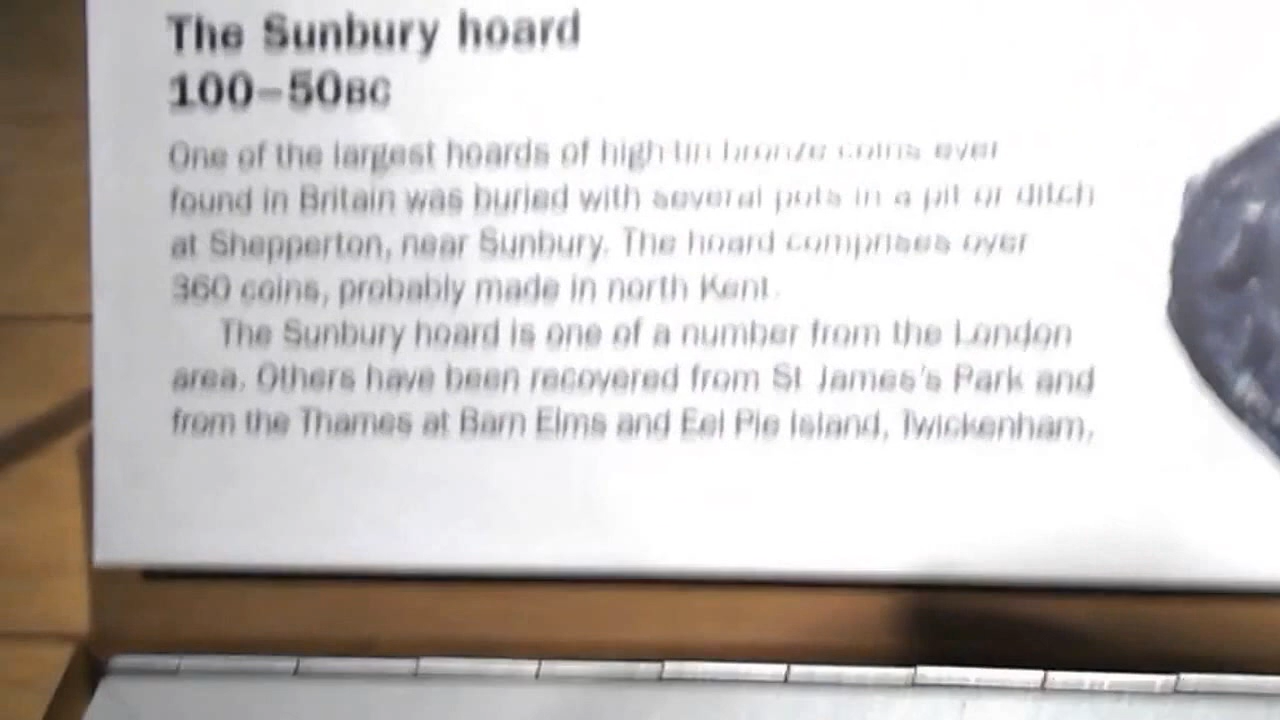 The Sunbury hoard
100–50BC
One of the largest hoards of high-tin bronze coins ever
found in Britain was buried with several pots in a pit or ditch
at Shepperton, near Sunbury. The hoard comprises over
360 coins, probably made in north Kent.
The Sunbury hoard is one of a number from the London
area. Others have been recovered from St James's Park and
from the Thames at Barn Elms and Eel Pie Island, Twickenham.